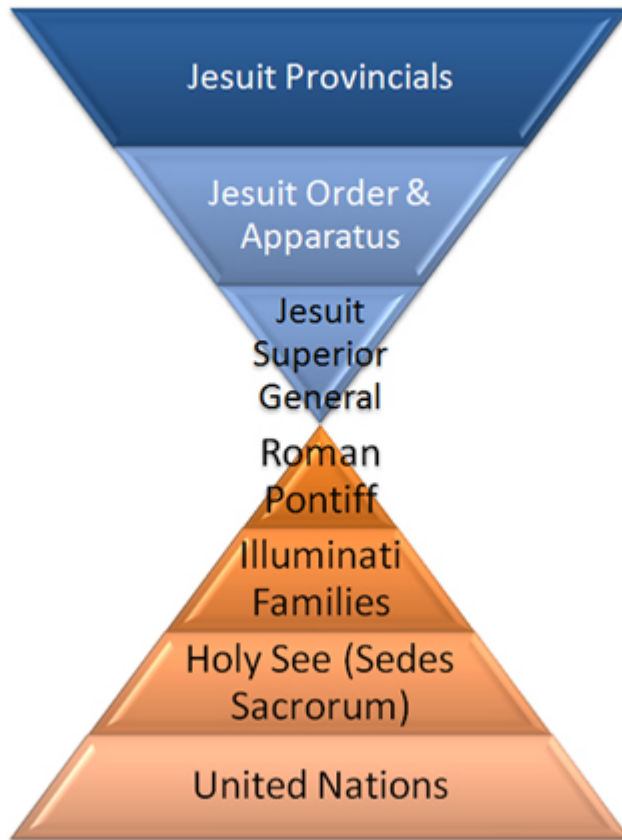 Jesuit Provincials
Jesuit Order &
Apparatus
Jesuit
Superior
General
Roman
Pontiff
Illuminati
Families
Holy See (Sedes
Sacrorum)
United Nations